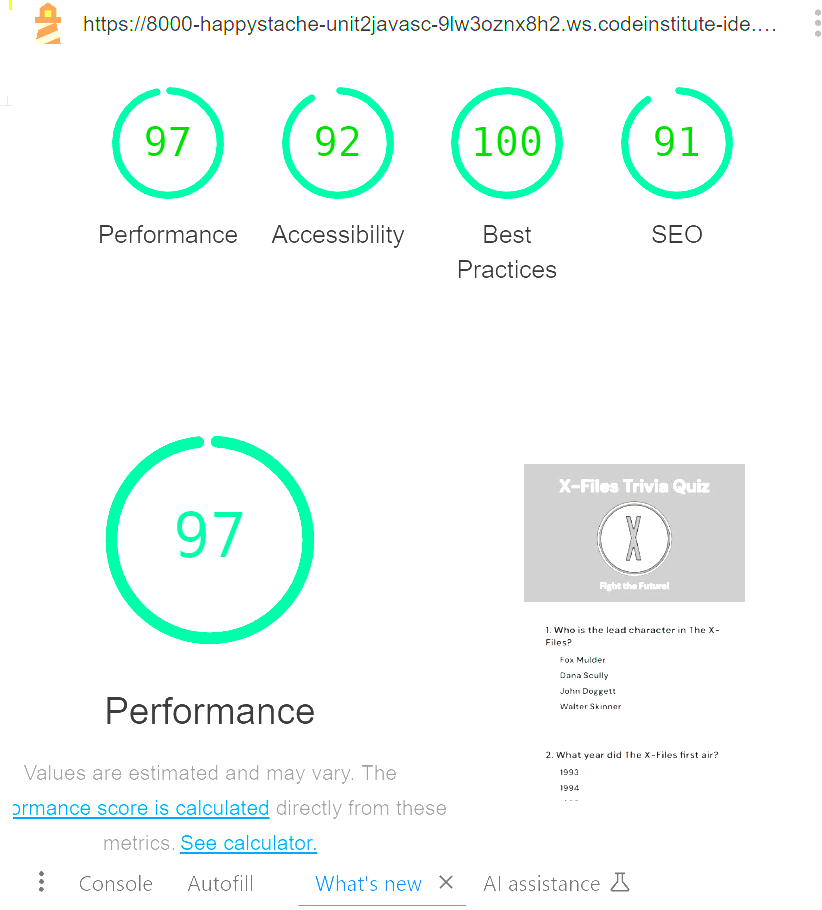 https://8000-happystache-unit2javasc-9lw3oznx8h2.ws.codeinstitute-ide....
97
92
100
91
Performance
Accessibility
Best
Practices
SEO
97
Performance
Values are estimated and may vary. The
ormance score is calculated directly from these
metrics. See calculator.
X-Files Trivia Quiz
X
Fight the Future!
1. Who is the lead character in The X-
Files?
Fox Mulder
Dana Scully
John Doggett
Walter Skinner
2. What year did The X-Files first air?
1993
1994
Console
Autofill
What's new
AI assistance